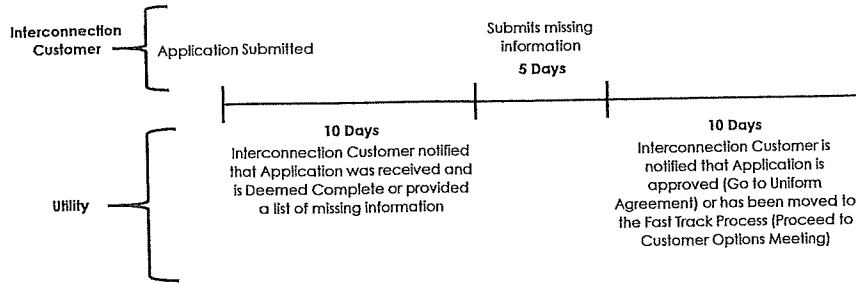 Interconnection
Customer
Application Submitted
Submits missing
information
5 Days
10 Days
Interconnection Customer notified
that Application was received and
is Deemed Complete or provided
a list of missing information
Utility
10 Days
Interconnection Customer is
notified that Application is
approved (Go to Uniform
Agreement) or has been moved to
the Fast Track Process (Proceed to
Customer Options Meeting)